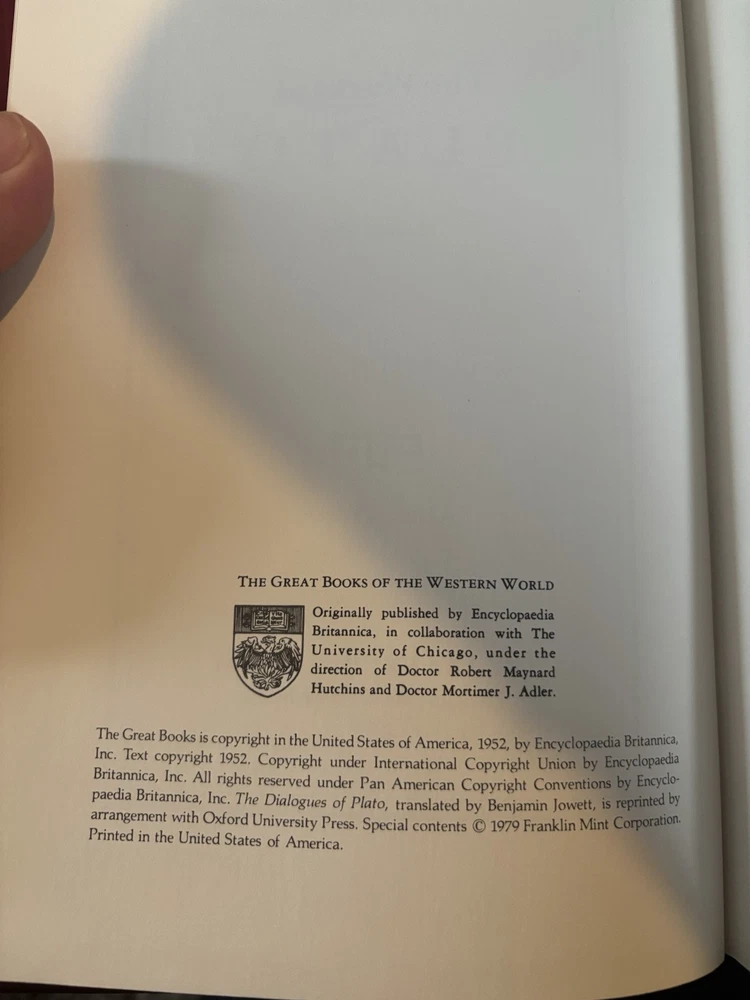 THE GREAT BOOKS OF THE WESTERN WORLD
Originally published by Encyclopaedia
Britannica, in collaboration with The
University of Chicago, under the
direction of Doctor Robert Maynard
Hutchins and Doctor Mortimer J. Adler.
The Great Books is copyright in the United States of America, 1952, by Encyclopaedia Britannica,
Inc. Text copyright 1952. Copyright under International Copyright Union by Encyclopaedia
Britannica, Inc. All rights reserved under Pan American Copyright Conventions by Encyclo-
paedia Britannica, Inc. The Dialogues of Plato, translated by Benjamin Jowett, is reprinted by
arrangement with Oxford University Press. Special contents © 1979 Franklin Mint Corporation.
Printed in the United States of America.